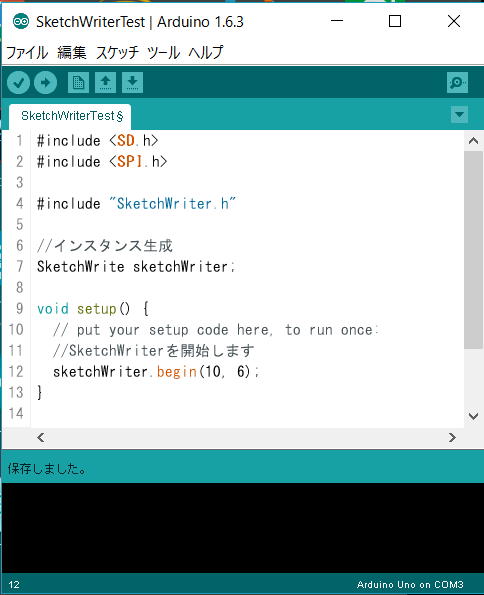 SketchWriterTest | Arduino 1.6.3
ファイル 編集 スケッチ ツール ヘルプ
SketchWriterTest §
1 #include <SD.h>
2 #include <SPI.h>
3
4 #include "SketchWriter.h"
5
6 //インスタンス生成
7 SketchWrite sketchWriter;
8
9 void setup() {
10 // put your setup code here, to run once:
11 //SketchWriterを開始します
12 sketchWriter.begin(10, 6);
13 }
14
保存しました。
12 Arduino Uno on COM3